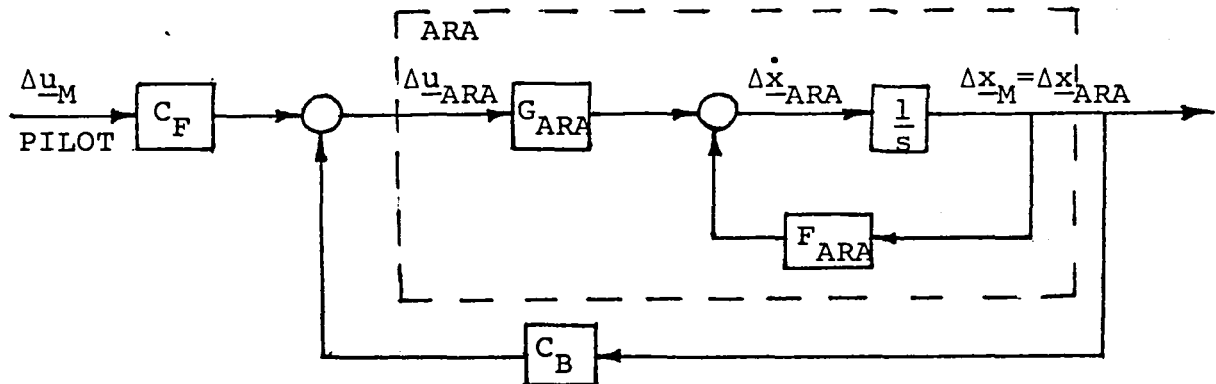 ARA
Δu_M
PILOT
C_F
Δu_ARA
G_ARA
Δẋ_ARA
1/s
Δx_M=Δx_ARA
F_ARA
C_B